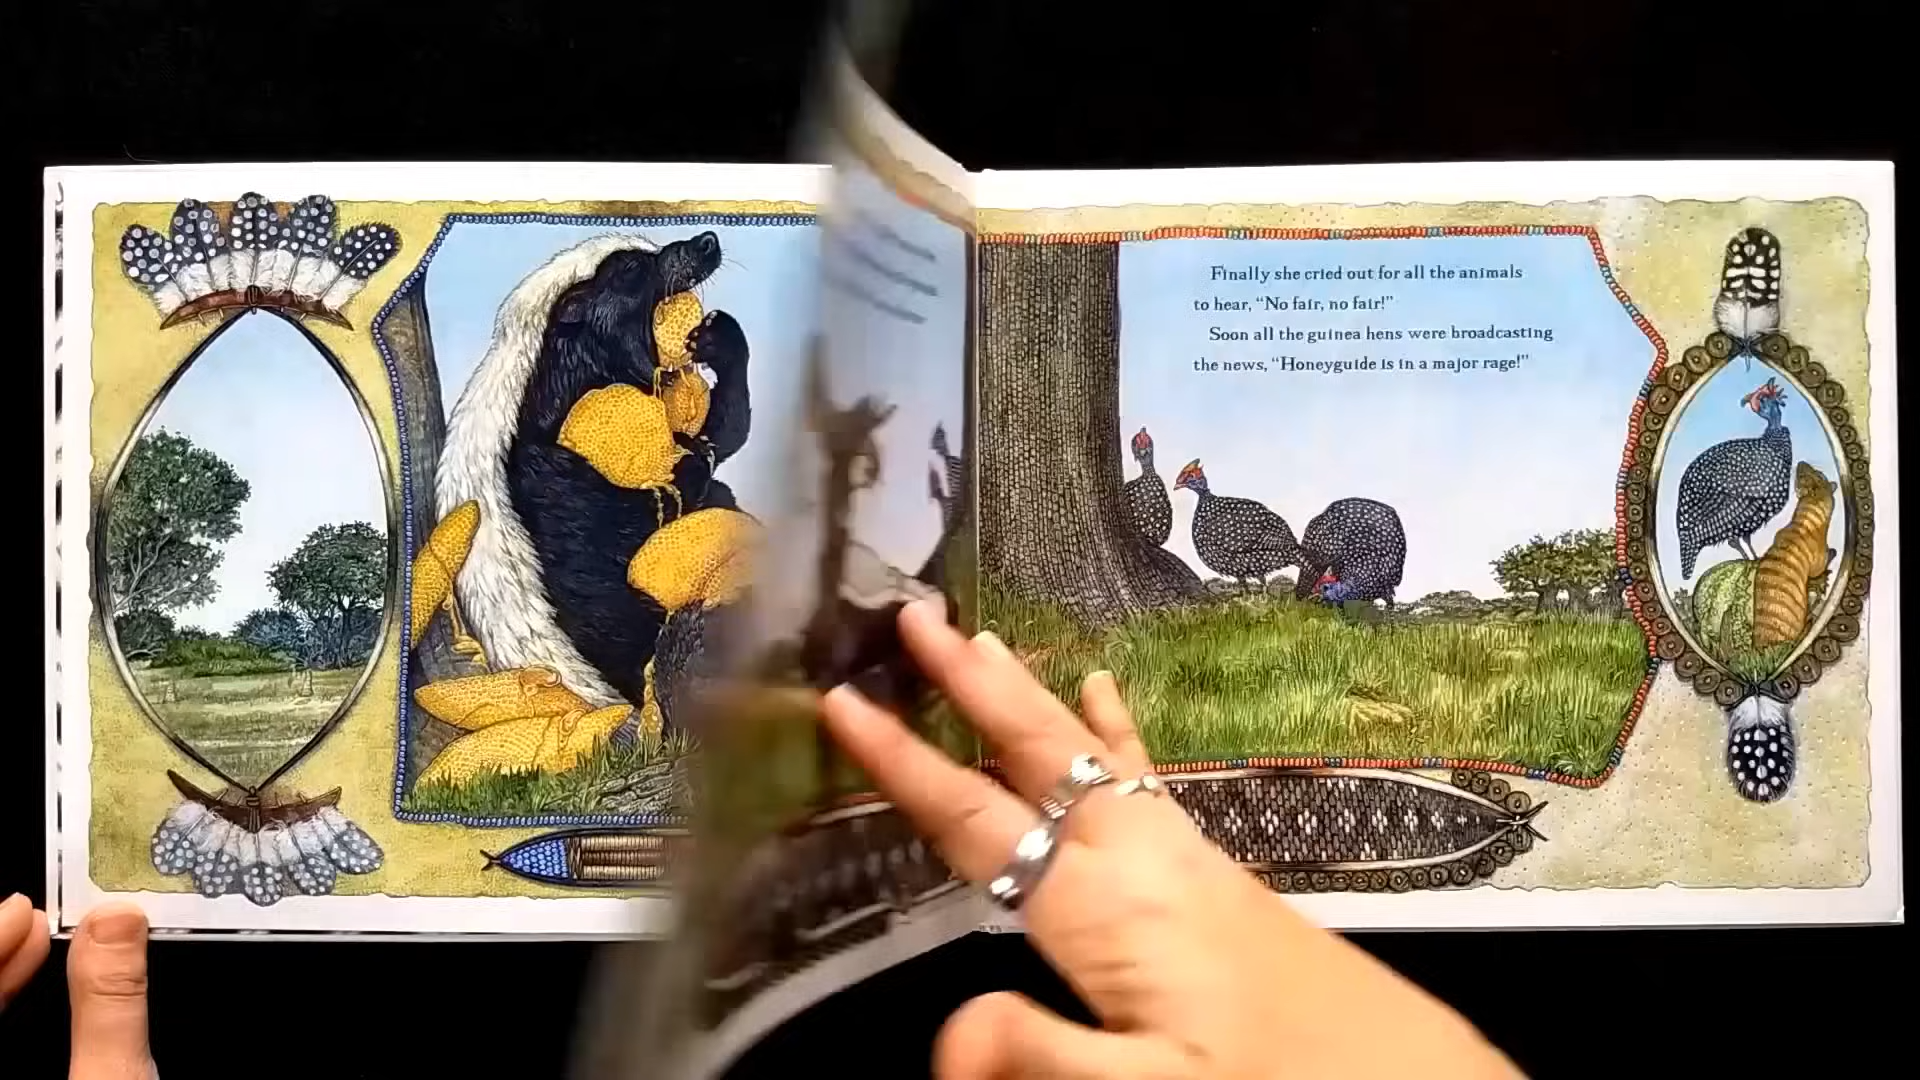 Finally she cried out for all the animals
to hear, “No fair, no fair!”
Soon all the guinea hens were broadcasting
the news, “Honeyguide is in a major rage!”